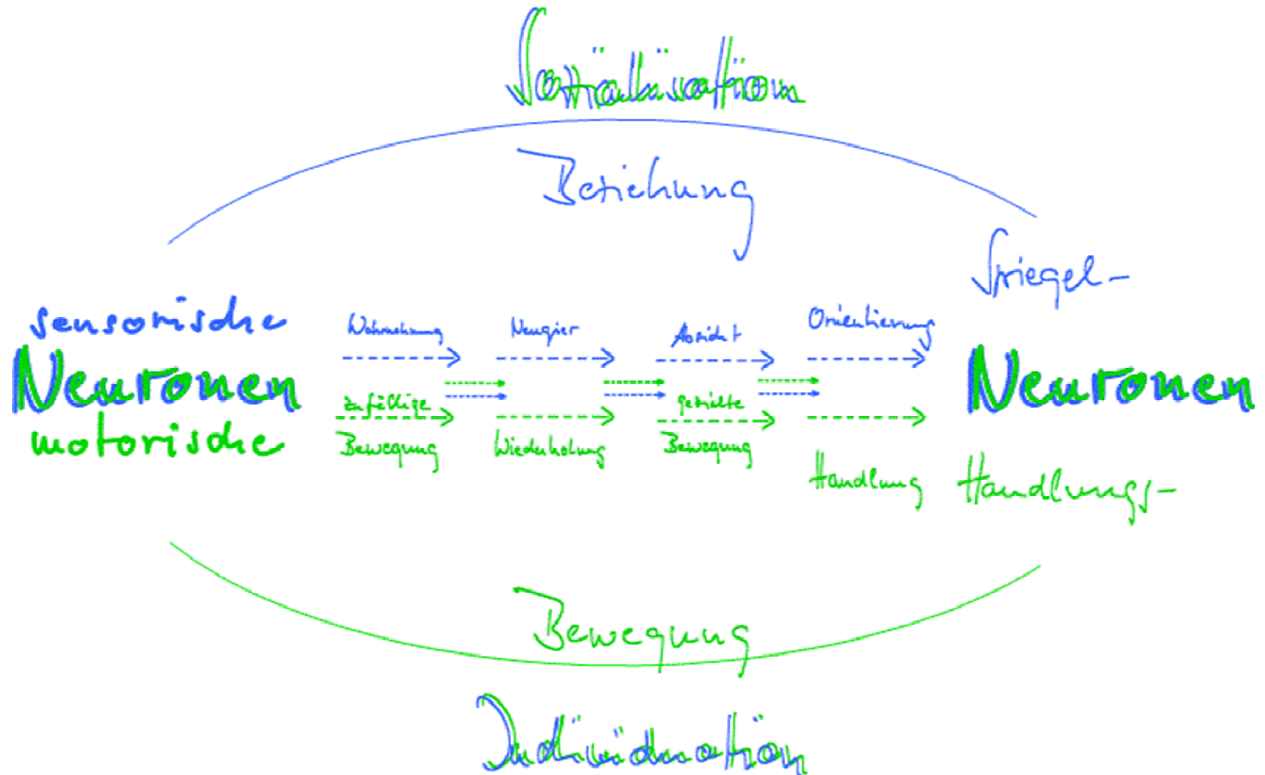 Sozialisation
Beziehung
Spiegel-
sensorische
Neuronen
motorische
Wahrnehmung
Neugier
Absicht
Orientierung
zufällige
Bewegung
Wiederholung
gezielte
Bewegung
Handlung
Neuronen
Handlungs-
Bewegung
Individuation